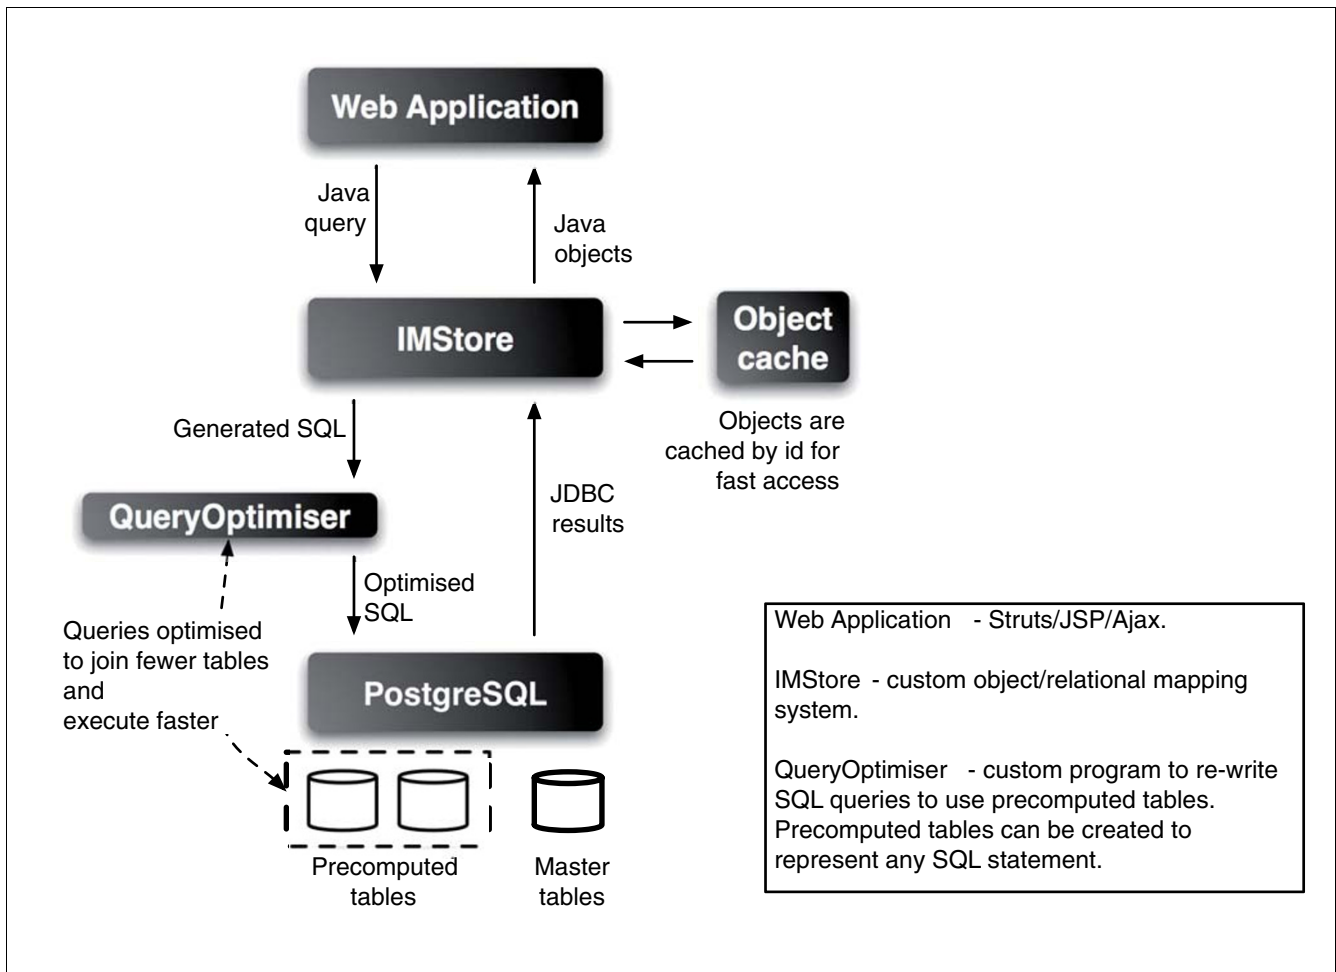 Web Application
Java
query
Java
objects
IMStore
Object
cache
Objects are
cached by id for
fast access
Generated SQL
QueryOptimiser
JDBC
results
Optimised
SQL
Queries optimised
to join fewer tables
and
execute faster
PostgreSQL
Precomputed
tables
Master
tables
Web Application - Struts/JSP/Ajax.
IMStore - custom object/relational mapping
system.
QueryOptimiser - custom program to re-write
SQL queries to use precomputed tables.
Precomputed tables can be created to
represent any SQL statement.